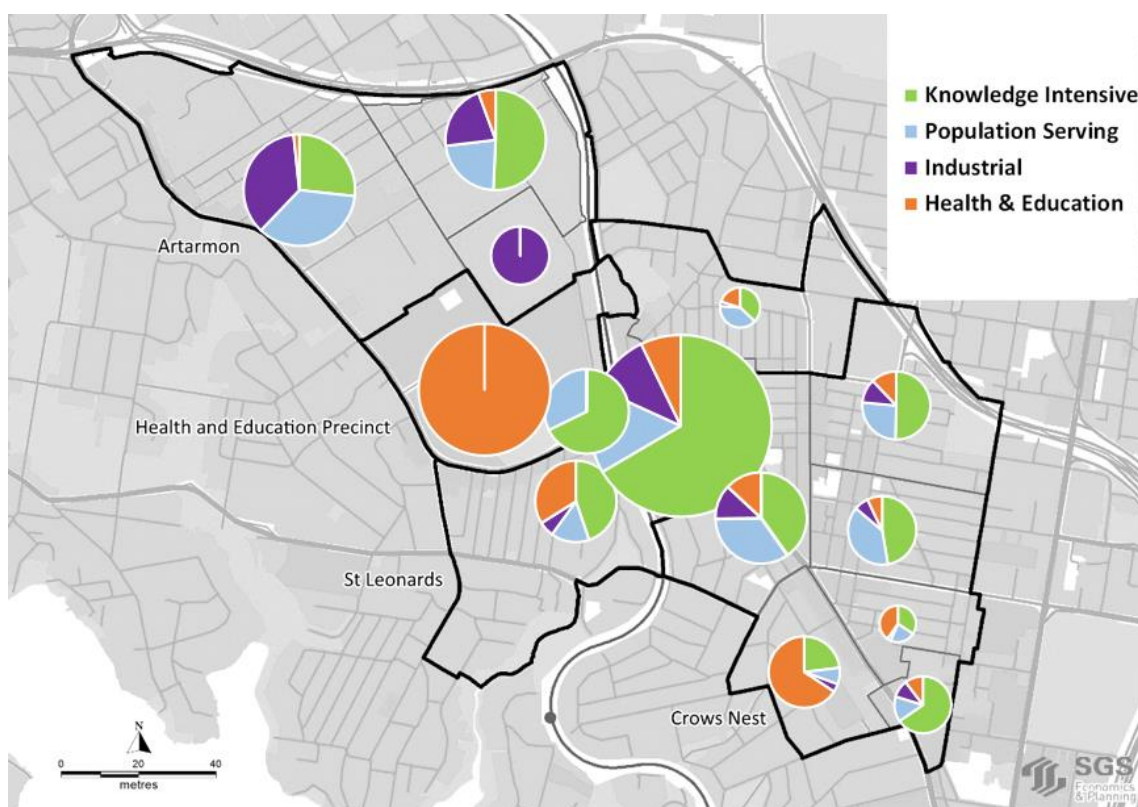 Knowledge Intensive
Population Serving
Industrial
Health & Education
Artarmon
Health and Education Precinct
St Leonards
Crows Nest
N
0 20 40
metres
SGS
Economics
& Planning